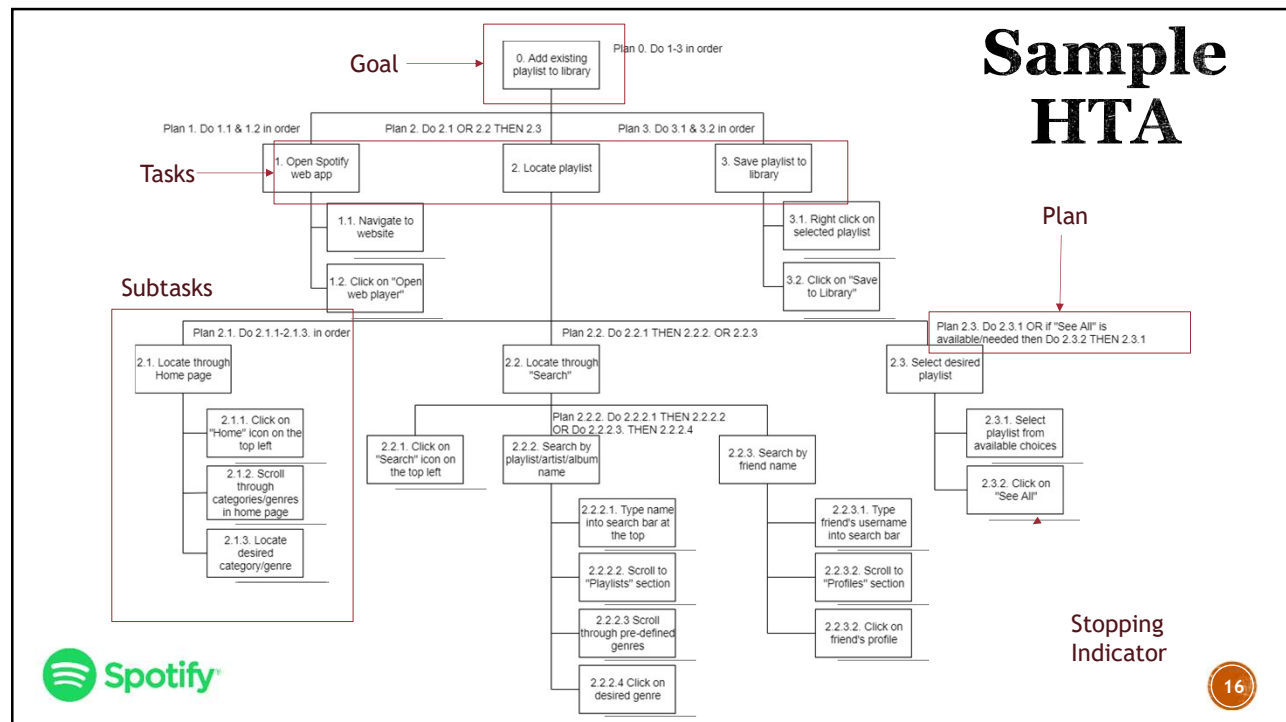 Sample
HTA
Goal
Plan 0. Do 1-3 in order
0. Add existing
playlist to library
Plan 1. Do 1.1 & 1.2 in order
Plan 2. Do 2.1 OR 2.2 THEN 2.3
Plan 3. Do 3.1 & 3.2 in order
Tasks
1. Open Spotify
web app
2. Locate playlist
3. Save playlist to
library
1.1. Navigate to
website
1.2. Click on "Open
web player"
3.1. Right click on
selected playlist
3.2. Click on "Save
to Library"
Plan
Subtasks
Plan 2.1. Do 2.1.1-2.1.3. in order
Plan 2.2. Do 2.2.1 THEN 2.2.2. OR 2.2.3
Plan 2.3. Do 2.3.1 OR if "See All" is
available/needed then Do 2.3.2 THEN 2.3.1
2.1. Locate through
Home page
2.2. Locate through
"Search"
2.3. Select desired
playlist
2.1.1. Click on
"Home" icon on the
top left
2.1.2. Scroll
through
categories/genres
in home page
2.1.3. Locate
desired
category/genre
Plan 2.2.2. Do 2.2.2.1 THEN 2.2.2.2
OR Do 2.2.2.3. THEN 2.2.2.4
2.2.1. Click on
"Search" icon on
the top left
2.2.2. Search by
playlist/artist/album
name
2.2.3. Search by
friend name
2.3.1. Select
playlist from
available choices
2.3.2. Click on
"See All"
2.2.2.1. Type name
into search bar at
the top
2.2.2.2. Scroll to
"Playlists" section
2.2.2.3 Scroll
through pre-defined
genres
2.2.2.4 Click on
desired genre
2.2.3.1. Type
friend's username
into search bar
2.2.3.2. Scroll to
"Profiles" section
2.2.3.2. Click on
friend's profile
Stopping
Indicator
Spotify
16